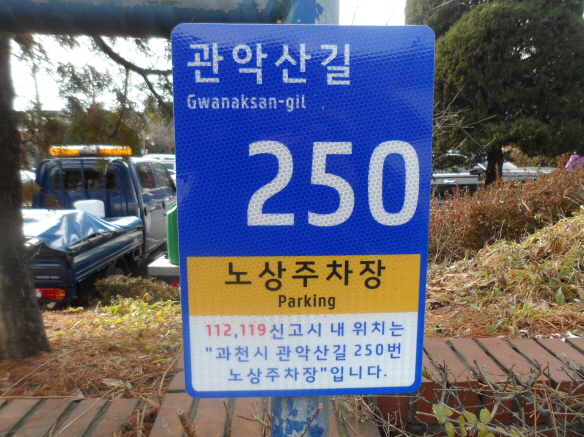 관악산길
Gwanaksan-gil
250
노상주차장
Parking
112,119신고시 내 위치는
"과천시 관악산길 250번
노상주차장"입니다.